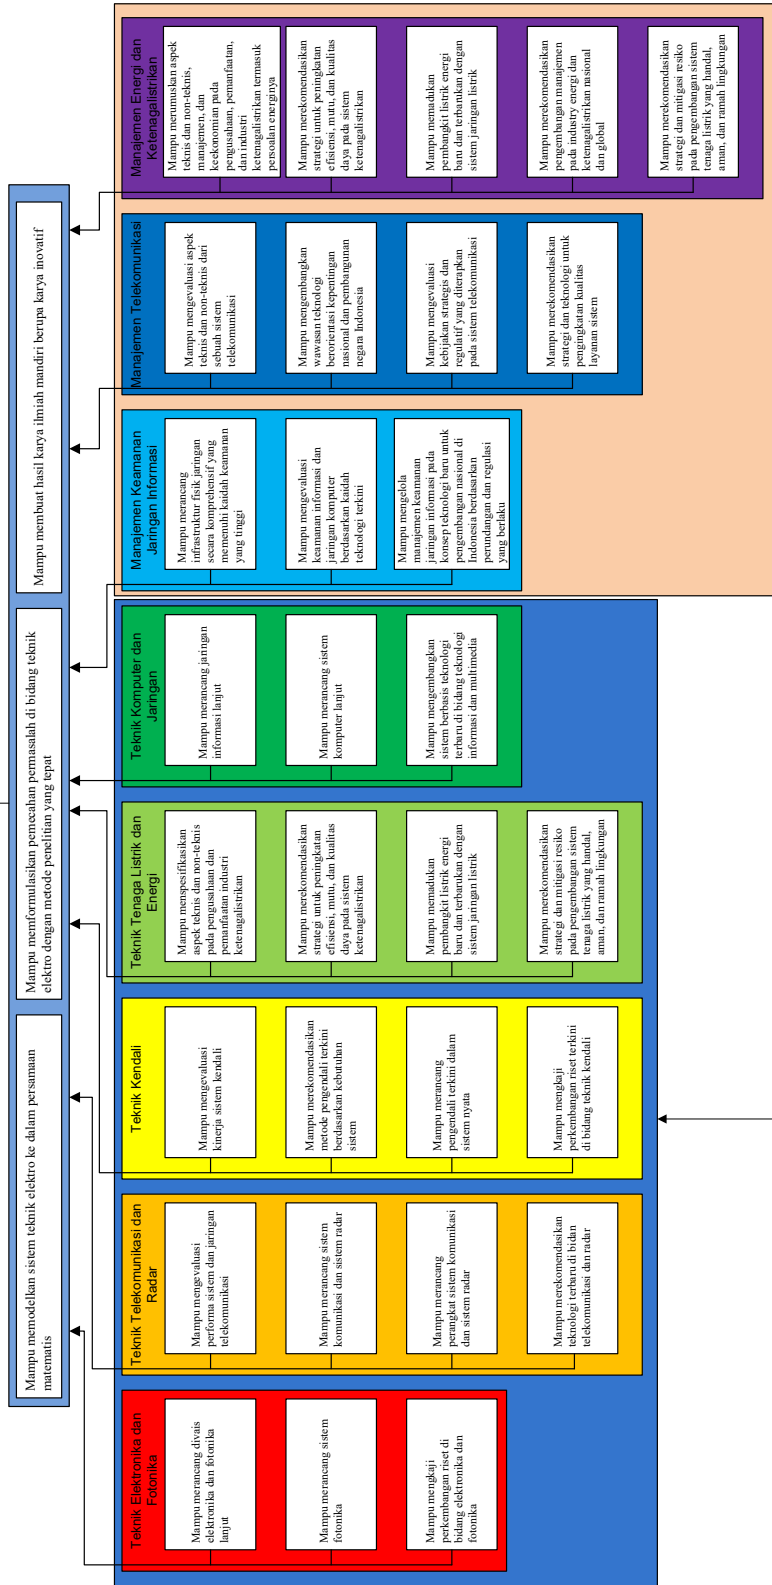 Mampu memodelkan sistem teknik elektro ke dalam persamaan
matematis
Mampu memformulasikan pemecahan permasalah di bidang teknik
elektro dengan metode penelitian yang tepat
Mampu membuat hasil karya ilmiah mandiri berupa karya inovatif
Teknik Elektronika dan
Fotonika
Mampu merancang divais
elektronika dan fotonika
lanjut
Mampu merancang sistem
fotonika
Mampu mengkaji
perkembangan riset di
bidang elektronika dan
fotonika
Teknik Telekomunikasi dan
Radar
Mampu mengevaluasi
performa sistem dan jaringan
telekomunikasi
Mampu merancang sistem
komunikasi dan sistem radar
Mampu merancang
perangkat sistem komunikasi
dan sistem radar
Mampu merekomendasikan
teknologi terbaru di bidan
telekomunikasi dan radar
Teknik Kendali
Mampu mengevaluasi
kinerja sistem kendali
Mampu merekomendasikan
metode pengendali terkini
berdasarkan kebutuhan
sistem
Mampu merancang
pengendali terkini dalam
sistem nyata
Mampu mengkaji
perkembangan riset terkini
di bidang teknik kendali
Teknik Tenaga Listrik dan
Energi
Mampu menspesifikasikan
aspek teknis dan non-teknis
pada pengusahaan dan
pemanfaatan industri
ketenagalistrikan
Mampu merekomendasikan
strategi untuk peningkatan
efisiensi, mutu, dan kualitas
daya pada sistem
ketenagalistrikan
Mampu memadukan
pembangkit listrik energi
baru dan terbarukan dengan
sistem jaringan listrik
Mampu merekomendasikan
strategi dan mitigasi resiko
pada pengembangan sistem
tenaga listrik yang handal,
aman, dan ramah lingkungan
Teknik Komputer dan
Jaringan
Mampu merancang jaringan
informasi lanjut
Mampu merancang sistem
komputer lanjut
Mampu mengembangkan
sistem berbasis teknologi
terbaru di bidang teknologi
informasi dan multimedia
Manajemen Keamanan
Jaringan Informasi
Mampu merancang
infrastruktur fisik jaringan
secara komprehensif yang
memenuhi kaidah keamanan
yang tinggi
Mampu mengevaluasi
keamanan informasi dan
jaringan komputer
berdasarkan kaidah
teknologi terkini
Mampu mengelola
manajemen keamanan
jaringan informasi pada
konsep teknologi baru untuk
pengembangan nasional di
Indonesia berdasarkan
perundangan dan regulasi
yang berlaku
Manajemen Telekomunikasi
Mampu mengevaluasi aspek
teknis dan non-teknis dari
sebuah sistem
telekomunikasi
Mampu mengembangkan
wawasan teknologi
berorientasi kepentingan
nasional dan pembangunan
negara Indonesia
Mampu mengevaluasi
kebijakan strategis dan
regulatif yang diterapkan
pada sistem telekomunikasi
Mampu merekomendasikan
strategi dan teknologi untuk
pengingkatan kualitas
layanan sistem
Manajemen Energi dan
Ketenagalistrikan
Mampu merumuskan aspek
teknis dan non-teknis,
manajemen, dan
keekonomian pada
pengusahaan, pemanfaatan,
dan industri
ketenagalistrikan termasuk
persoalan energinya
Mampu merekomendasikan
strategi untuk peningkatan
efisiensi, mutu, dan kualitas
daya pada sistem
ketenagalistrikan
Mampu memadukan
pembangkit listrik energi
baru dan terbarukan dengan
sistem jaringan listrik
Mampu merekomendasikan
pengembangan manajemen
pada industry energi dan
ketenagalistrikan nasional
dan global
Mampu merekomendasikan
strategi dan mitigasi resiko
pada pengembangan sistem
tenaga listrik yang handal,
aman, dan ramah lingkungan